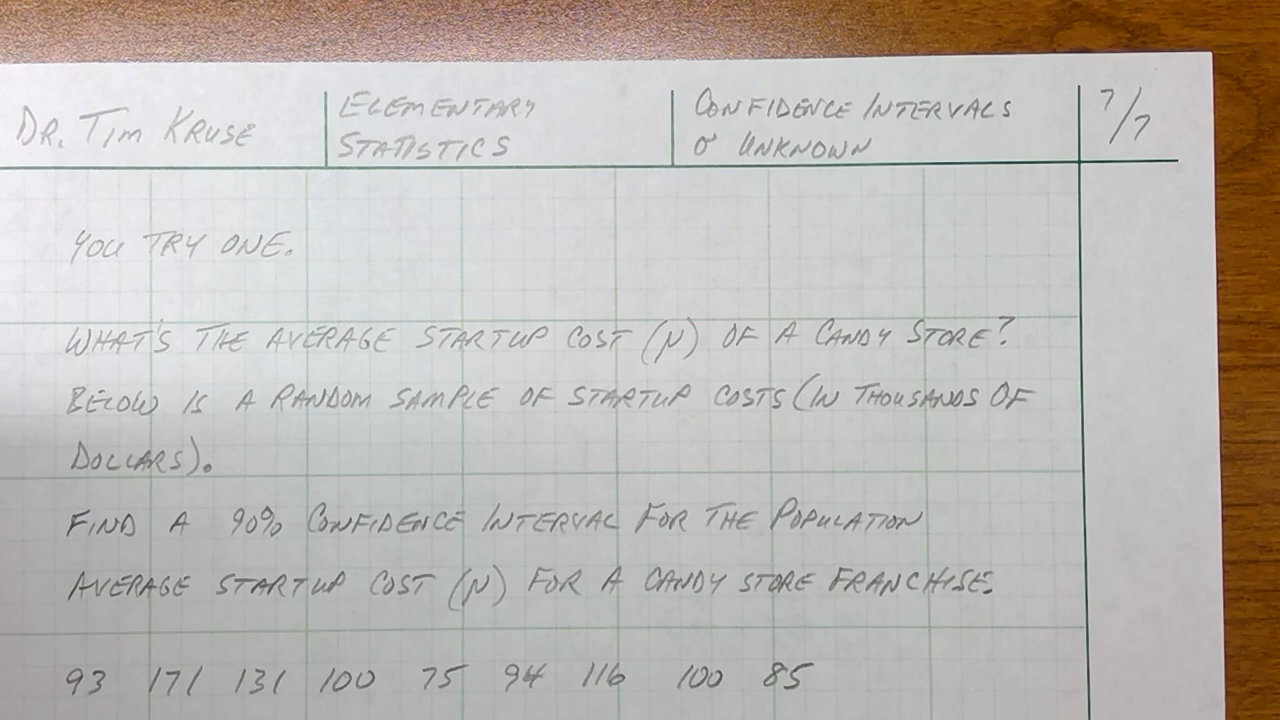 DR. TIM KRUSE
ELEMENTARY
STATISTICS
CONFIDENCE INTERVALS
σ UNKNOWN
7/7
YOU TRY ONE.
WHAT'S THE AVERAGE STARTUP COST (μ) OF A CANDY STORE?
BELOW IS A RANDOM SAMPLE OF STARTUP COSTS (IN THOUSANDS OF
DOLLARS).
FIND A 90% CONFIDENCE INTERVAL FOR THE POPULATION
AVERAGE STARTUP COST (μ) FOR A CANDY STORE FRANCHISE.
93 171 131 100 75 94 116 100 85